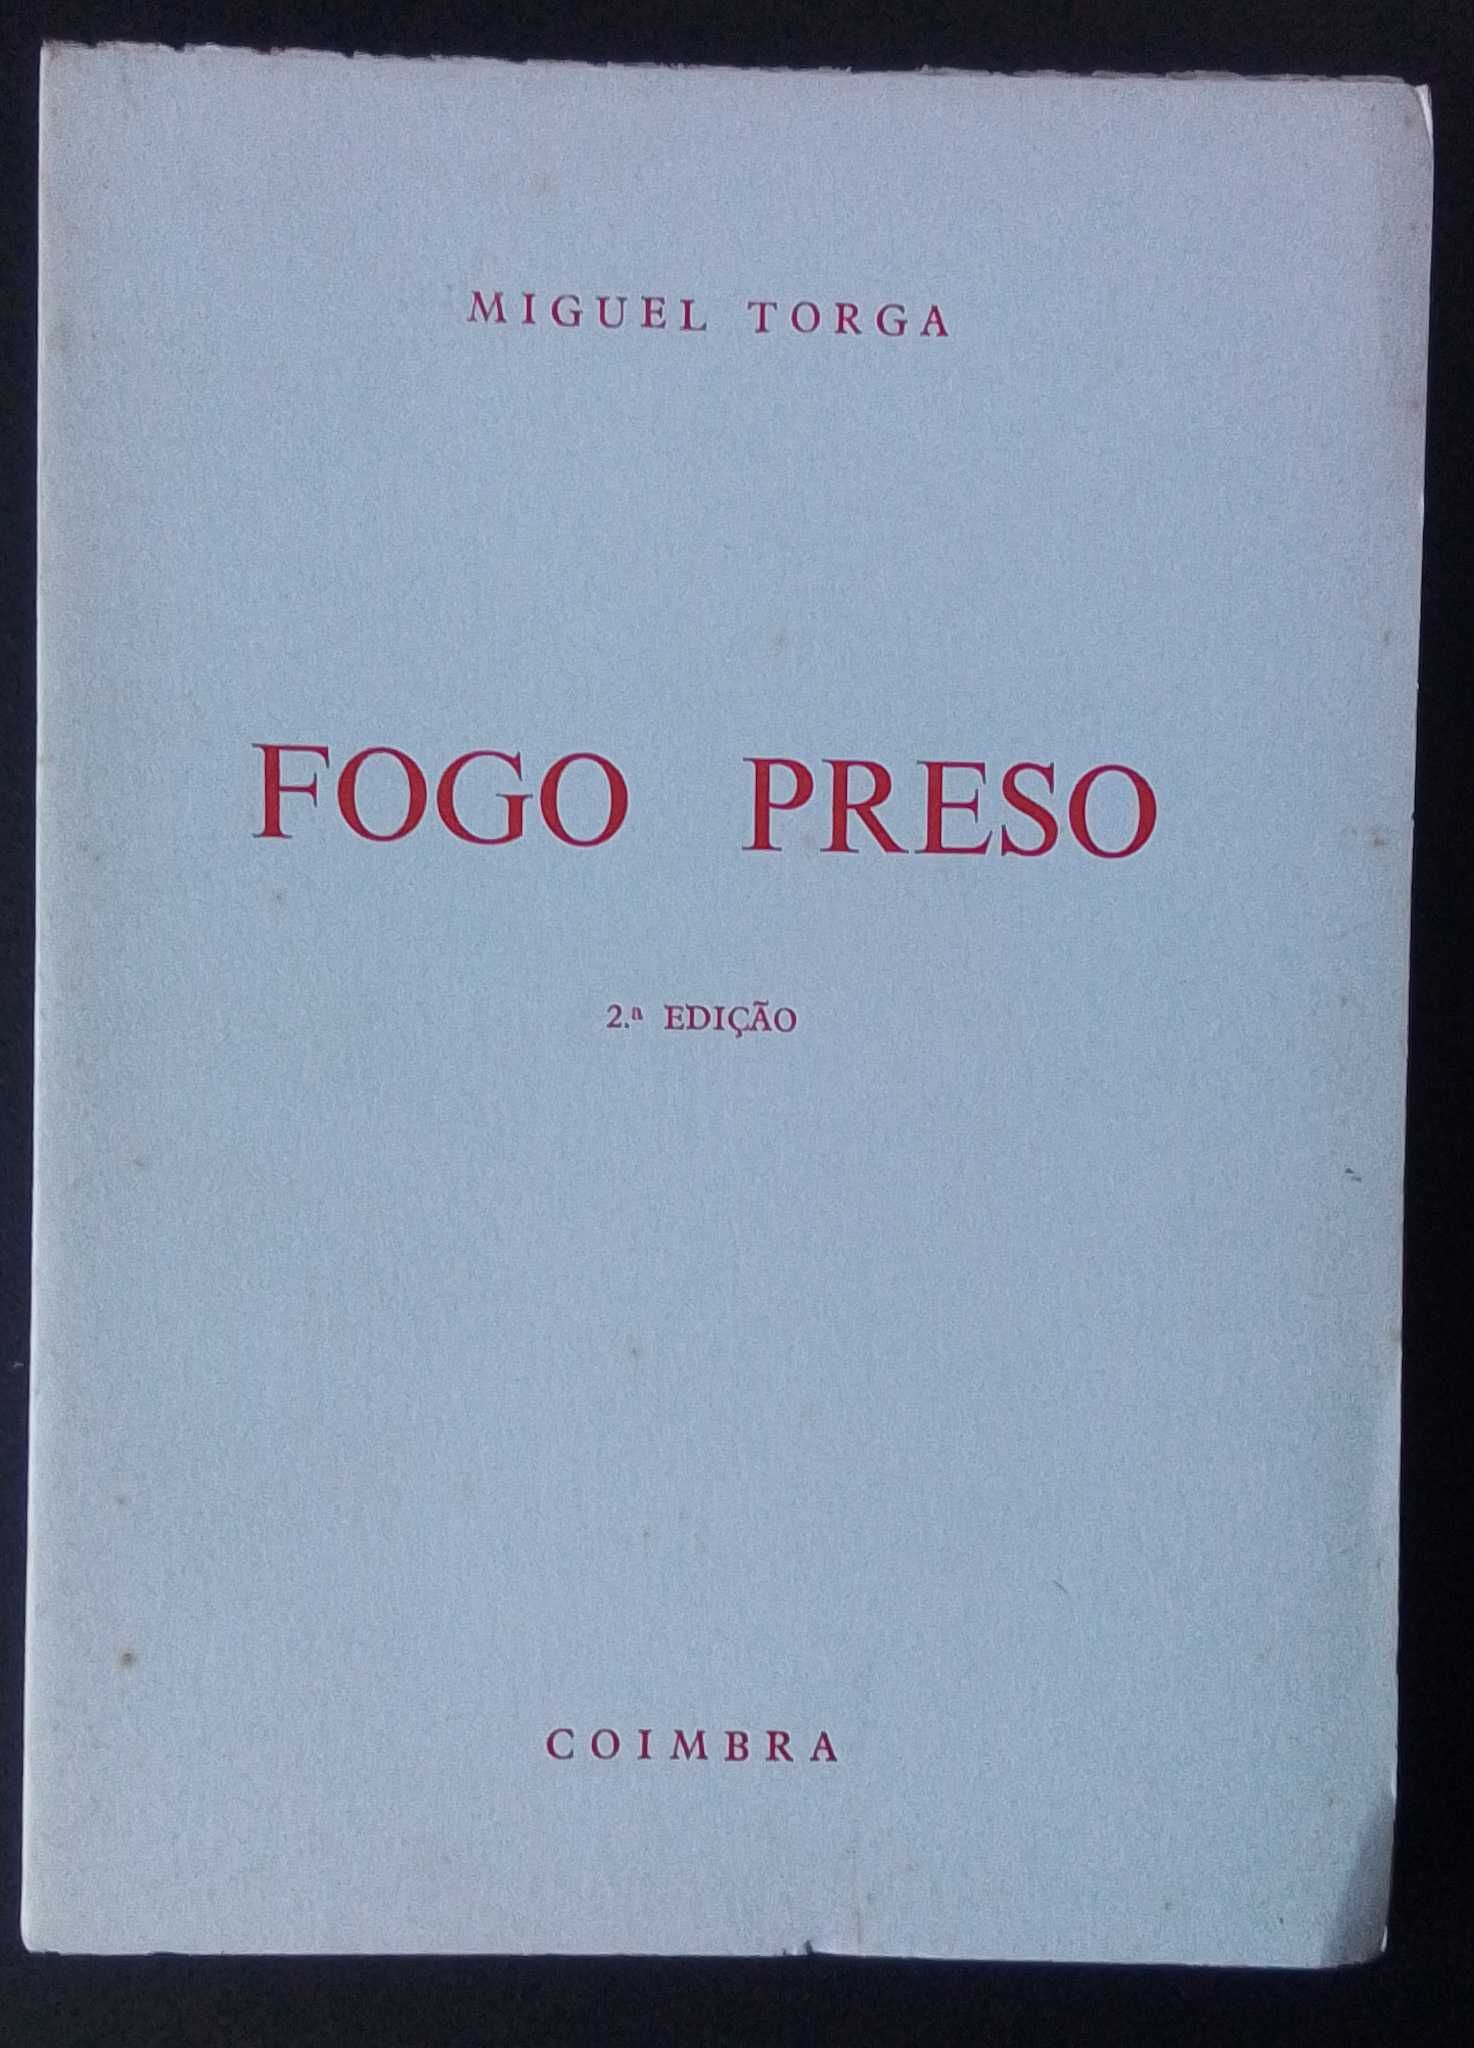 MIGUEL TORGA
FOGO PRESO
2.ª EDIÇÃO
COIMBRA